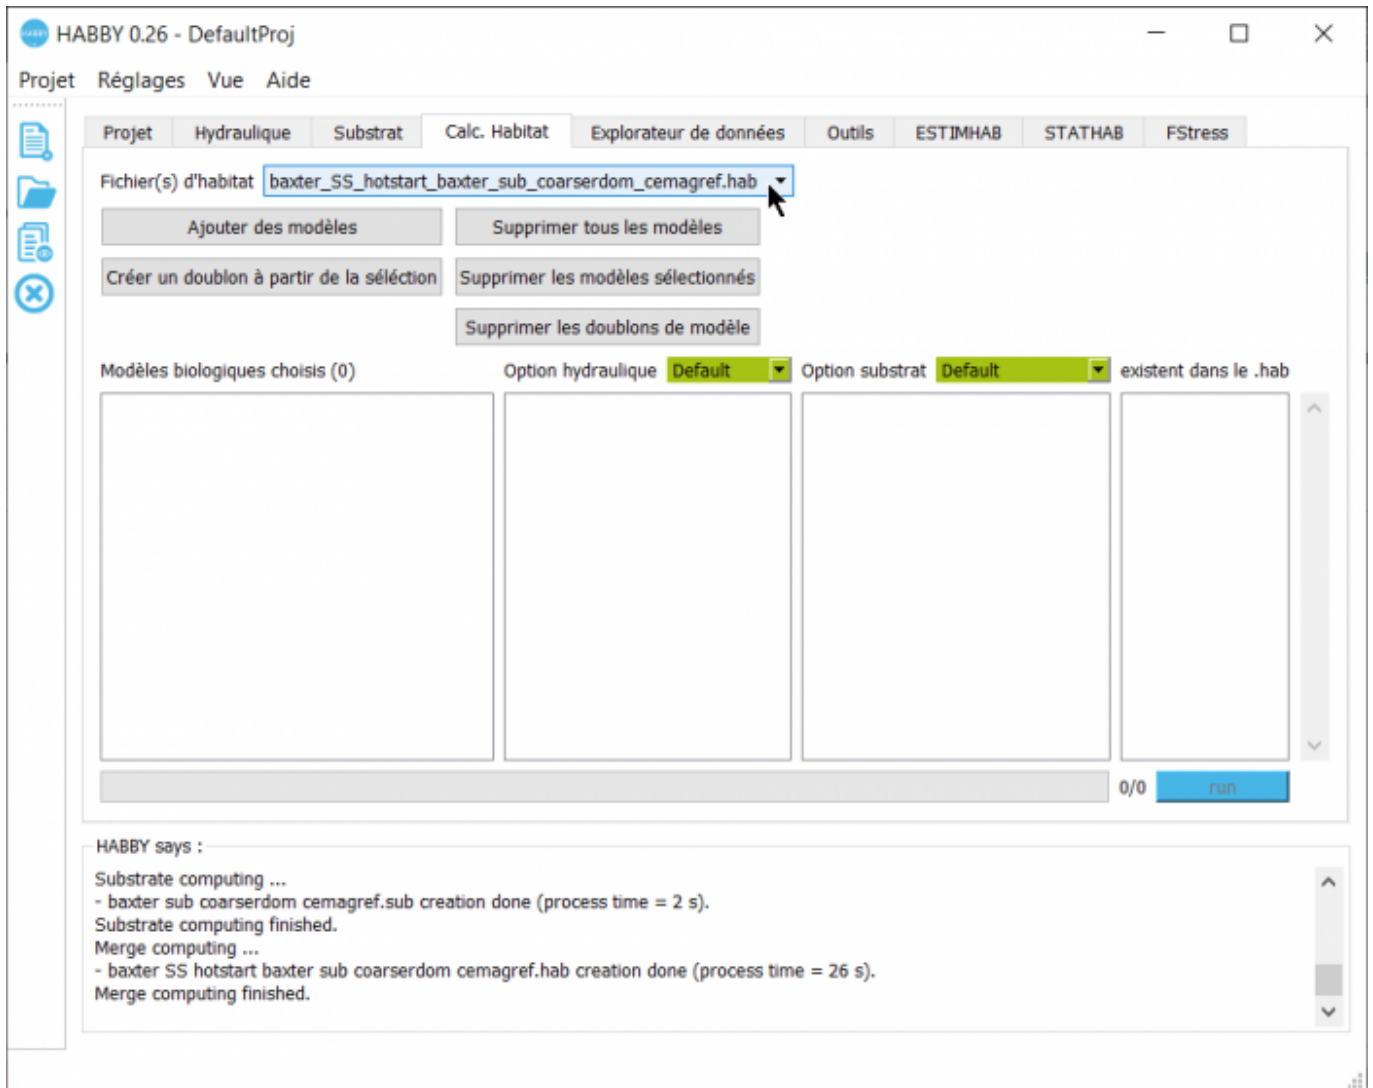 HABBY 0.26 - DefaultProj
Projet Réglages Vue Aide
Projet Hydraulique Substrat Calc. Habitat Explorateur de données Outils ESTIMHAB STATHAB FStress
Fichier(s) d'habitat baxter_SS_hotstart_baxter_sub_coarserdom_cemagref.hab
Ajouter des modèles Supprimer tous les modèles
Créer un doublon à partir de la séléction Supprimer les modèles sélectionnés
Supprimer les doublons de modèle
Modèles biologiques choisis (0) Option hydraulique Default Option substrat Default existent dans le .hab
0/0 run
HABBY says :
Substrate computing ...
- baxter sub coarserdom cemagref.sub creation done (process time = 2 s).
Substrate computing finished.
Merge computing ...
- baxter SS hotstart baxter sub coarserdom cemagref.hab creation done (process time = 26 s).
Merge computing finished.